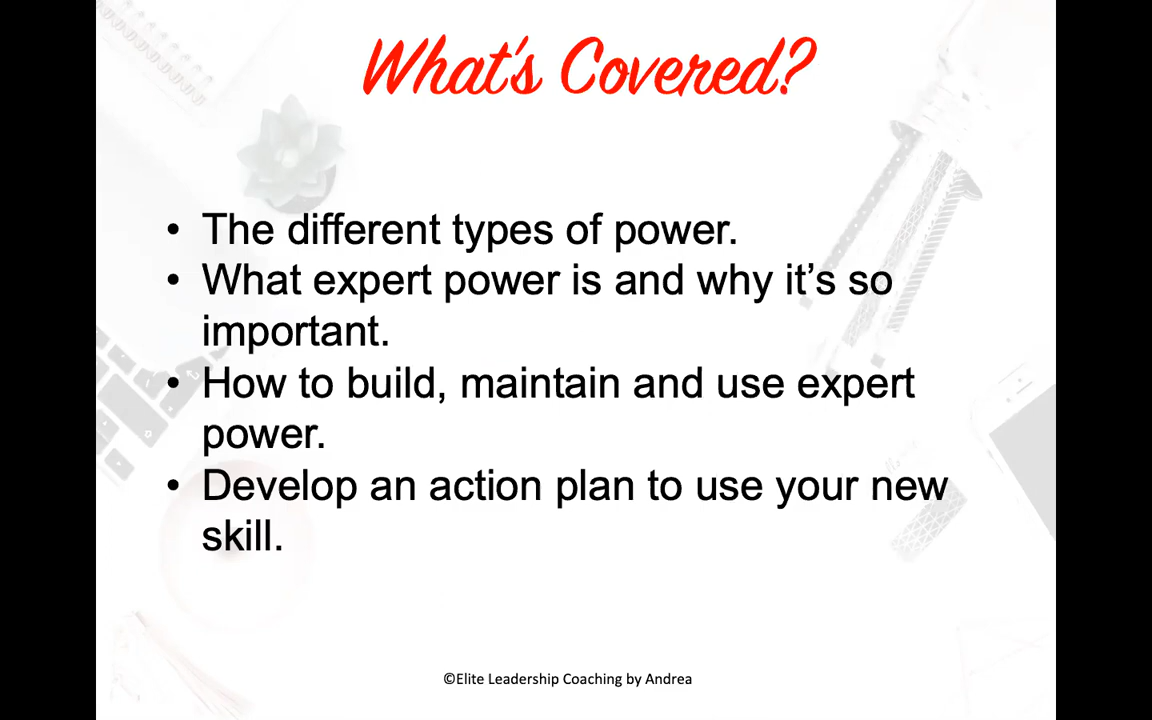 What's Covered?
• The different types of power.
• What expert power is and why it’s so
important.
• How to build, maintain and use expert
power.
• Develop an action plan to use your new
skill.
©Elite Leadership Coaching by Andrea